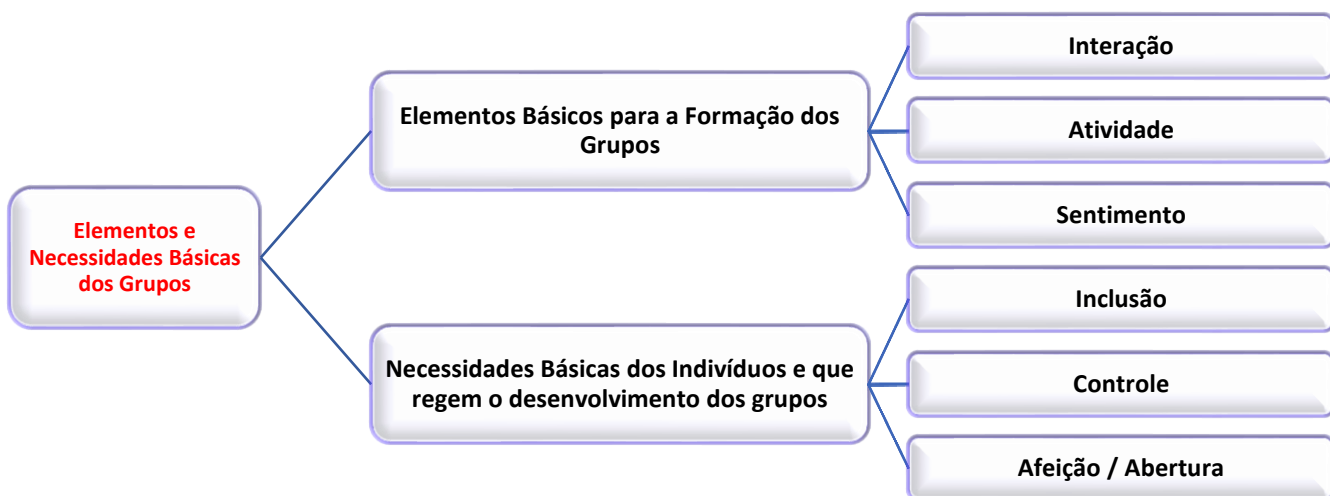 Elementos e
Necessidades Básicas
dos Grupos
Elementos Básicos para a Formação dos
Grupos
Interação
Atividade
Sentimento
Necessidades Básicas dos Indivíduos e que
regem o desenvolvimento dos grupos
Inclusão
Controle
Afeição / Abertura